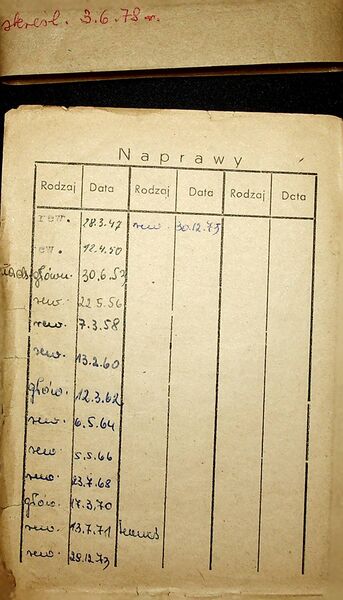 skreśl. 3.6.78 r.
Naprawy
Rodzaj Data Rodzaj Data Rodzaj Data
rew. 28.3.47 rew. 30.12.75
rew. 12.4.50
główn. 30.6.53
rew. 22.5.56
rew. 7.3.58
rew. 13.2.60
głów. 12.3.62
rew. 6.5.64
rew. 5.5.66
rew. 23.7.68
głów. 17.3.70
rew. 13.7.71
rew. 28.12.73